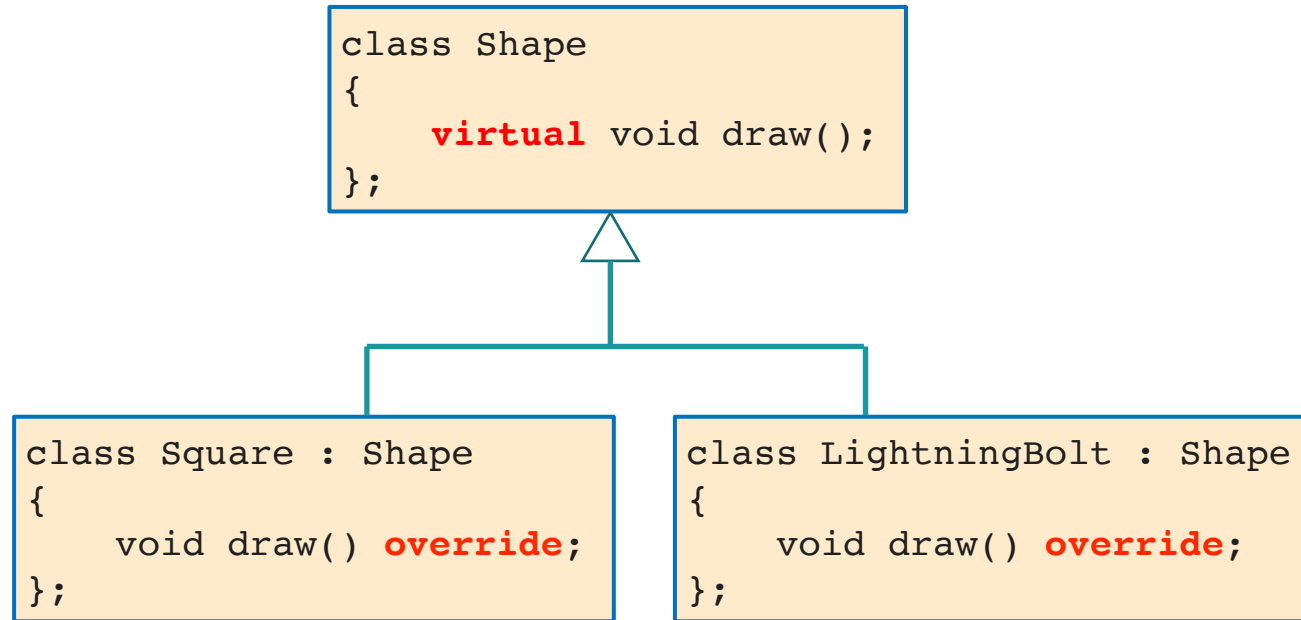 class Shape
{
    virtual void draw();
};
class Square : Shape
{
    void draw() override;
};
class LightningBolt : Shape
{
    void draw() override;
};